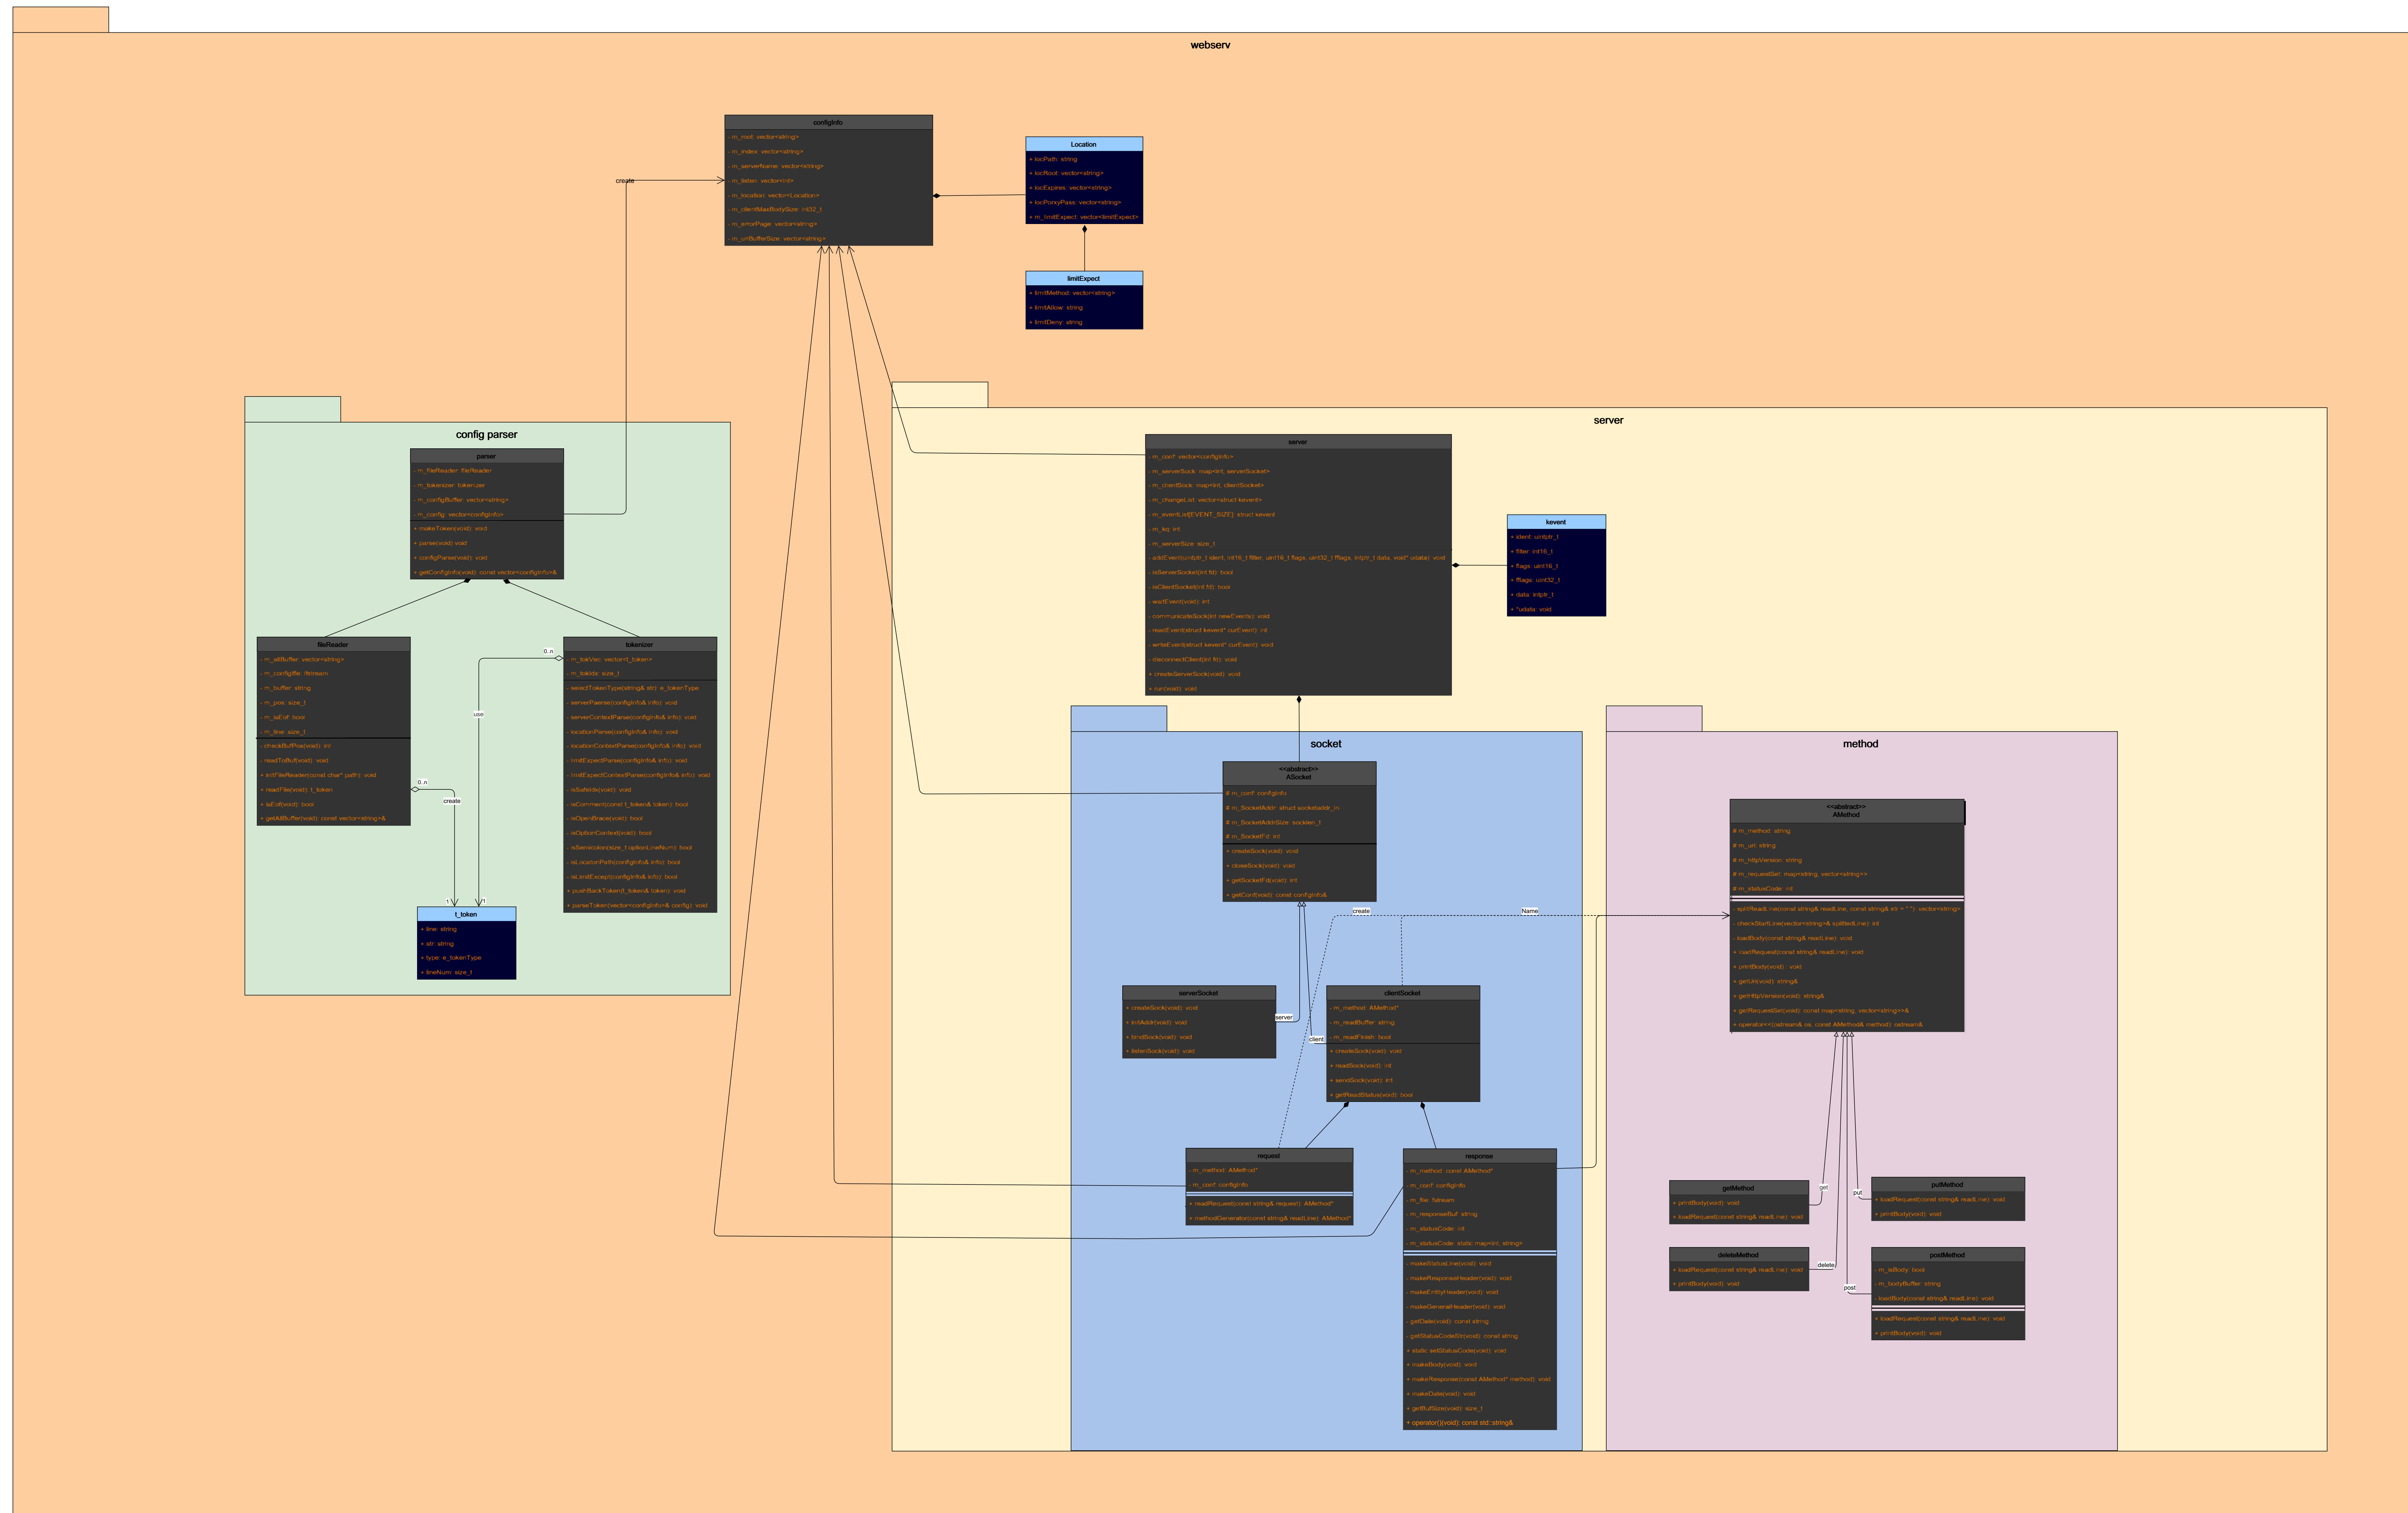 webserv
configInfo
- m_root: vector<string>
- m_index: vector<string>
- m_serverName: vector<string>
- m_listen: vector<int>
- m_location: vector<Location>
- m_clientMaxBodySize: int32_t
- m_errorPage: vector<string>
- m_uriBufferSize: vector<string>
Location
+ locPath: string
+ locRoot: vector<string>
+ locExpires: vector<string>
+ locPorxyPass: vector<string>
+ m_limitExpect: vector<limitExpect>
limitExpect
+ limitMethod: vector<string>
+ limitAllow: string
+ limitDeny: string
create
config parser
parser
- m_fileReader: fileReader
- m_tokenizer: tokenizer
- m_configBuffer: vector<string>
- m_config: vector<configInfo>
+ makeToken(void): void
+ parse(void) void
+ configParse(void): void
+ getConfigInfo(void): const vector<configInfo>&
fileReader
- m_allBuffer: vector<string>
- m_configfile: ifstream
- m_buffer: string
- m_pos: size_t
- m_isEof: bool
- m_line: size_t
- checkBufPos(void): int
- readToBuf(void): void
+ initFileReader(const char* path): void
+ readFile(void): t_token
+ isEof(void): bool
+ getAllBuffer(void): const vector<string>&
tokenizer
- m_tokVec: vector<t_token>
- m_tokIdx: size_t
- selectTokenType(string& str): e_tokenType
- serverPaerse(configInfo& info): void
- serverContextParse(configInfo& info): void
- locationParse(configInfo& info): void
- locationContextParse(configInfo& info): void
- limitExpectParse(configInfo& info): void
- limitExpectContextParse(configInfo& info): void
- isSafeIdx(void): void
- isComment(const t_token& token): bool
- isOpenBrace(void): bool
- isOptionContext(void): bool
- isSemicolon(size_t optionLineNum): bool
- isLocationPath(configInfo& info): bool
- isLimitExcept(configInfo& info): bool
+ pushBackToken(t_token& token): void
+ parseToken(vector<configInfo>& config): void
0..n
use
0..n
create
1
1
t_token
+ line: string
+ str: string
+ type: e_tokenType
+ lineNum: size_t
server
server
- m_conf: vector<configInfo>
- m_serverSock: map<int, serverSocket>
- m_clientSock: map<int, clientSocket>
- m_changeList: vector<struct kevent>
- m_eventList[EVENT_SIZE]: struct kevent
- m_kq: int
- m_serverSize: size_t
- addEvent(uintptr_t ident, int16_t filter, uint16_t flags, uint32_t fflags, intptr_t data, void* udata): void
- isServerSocket(int fd): bool
- isClientSocket(int fd): bool
- waitEvent(void): int
- communicateSock(int newEvents): void
- readEvent(struct kevent* curEvent): int
- writeEvent(struct kevent* curEvent): void
- disconnectClient(int fd): void
+ createServerSock(void): void
+ run(void): void
kevent
+ ident: uintptr_t
+ filter: int16_t
+ flags: uint16_t
+ fflags: uint32_t
+ data: intptr_t
+ *udata: void
socket
<<abstract>>
ASocket
# m_conf: configInfo
# m_SocketAddr: struct socketaddr_in
# m_SocketAddrSize: socklen_t
# m_SocketFd: int
+ createSock(void): void
+ closeSock(void): void
+ getSocketFd(void): int
+ getConf(void): const configInfo&
create
Name
serverSocket
+ createSock(void): void
+ initAddr(void): void
+ bindSock(void): void
+ listenSock(void): void
server
client
clientSocket
- m_method: AMethod*
- m_readBuffer: string
- m_readFinish: bool
+ createSock(void): void
+ readSock(void): int
+ sendSock(void): int
+ getReadStatus(void): bool
request
- m_method: AMethod*
- m_conf: configInfo
+ readRequest(const string& request): AMethod*
+ methodGenerator(const string& readLine): AMethod*
response
- m_method: const AMethod*
- m_conf: configInfo
- m_file: fstream
- m_responseBuf: string
- m_statusCode: int
- m_statusCode: static map<int, string>
- makeStatusLine(void): void
- makeResponseHeader(void): void
- makeEntityHeader(void): void
- makeGeneralHeader(void): void
- getDate(void): const string
- getStatusCodeStr(void): const string
+ static setStatusCode(void): void
+ makeBody(void): void
+ makeResponse(const AMethod* method): void
+ makeDate(void): void
+ getBufSize(void): size_t
+ operator()(void): const std::string&
method
<<abstract>>
AMethod
# m_method: string
# m_uri: string
# m_httpVersion: string
# m_requestSet: map<string, vector<string>>
# m_statusCode: int
- splitReadLine(const string& readLine, const string& str = " "): vector<string>
- checkStartLine(vector<string>& splittedLine): int
- loadBody(const string& readLine): void
+ loadRequest(const string& readLine): void
+ printBody(void) : void
+ getUri(void): string&
+ getHttpVersion(void): string&
+ getRequestSet(void): const map<string, vector<string>>&
+ operator<<(ostream& os, const AMethod& method): ostream&
getMethod
+ printBody(void): void
+ loadRequest(const string& readLine): void
get
put
putMethod
+ loadRequest(const string& readLine): void
+ printBody(void): void
deleteMethod
+ loadRequest(const string& readLine): void
+ printBody(void): void
delete
post
postMethod
- m_isBody: bool
- m_bodyBuffer: string
- loadBody(const string& readLine): void
+ loadRequest(const string& readLine): void
+ printBody(void): void